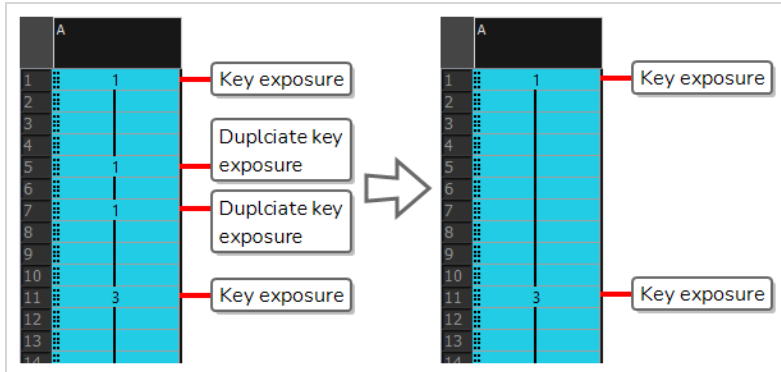 A
1 1 Key exposure
2
3
4 Duplciate key
5 1 exposure
6
7 1 Duplciate key
8 exposure
9
10
11 3 Key exposure
12
13
14
A
1 1 Key exposure
2
3
4
5
6
7
8
9
10
11 3 Key exposure
12
13
14